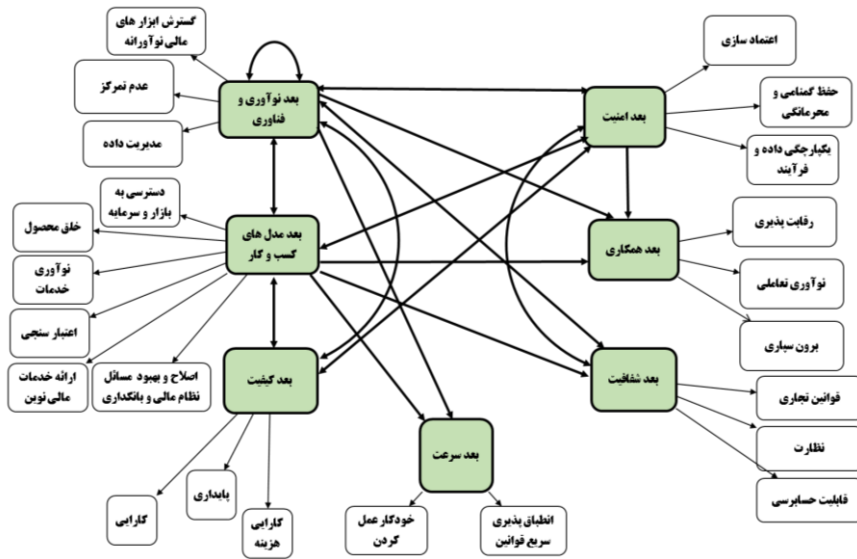 گسترش ابزار های
مالی نوآورانه
عدم تمرکز
مدیریت داده
بعد نوآوری و
فناوری
بعد امنیت
اعتماد سازی
حفظ گمنامی و
محرمانگی
یکپارچگی داده و
فرآیند
دسترسی به
بازار و سرمایه
خلق محصول
نوآوری
خدمات
اعتبار سنجی
ارائه خدمات
مالی نوین
اصلاح و بهبود مسائل
نظام مالی و بانکداری
بعد مدل های
کسب و کار
بعد همکاری
رقابت پذیری
نوآوری تعاملی
برون سپاری
بعد کیفیت
کارایی
پایداری
کارایی
هزینه
بعد شفافیت
قوانین تجاری
نظارت
قابلیت حسابرسی
بعد سرعت
خودکار عمل
کردن
انطباق پذیری
سریع قوانین